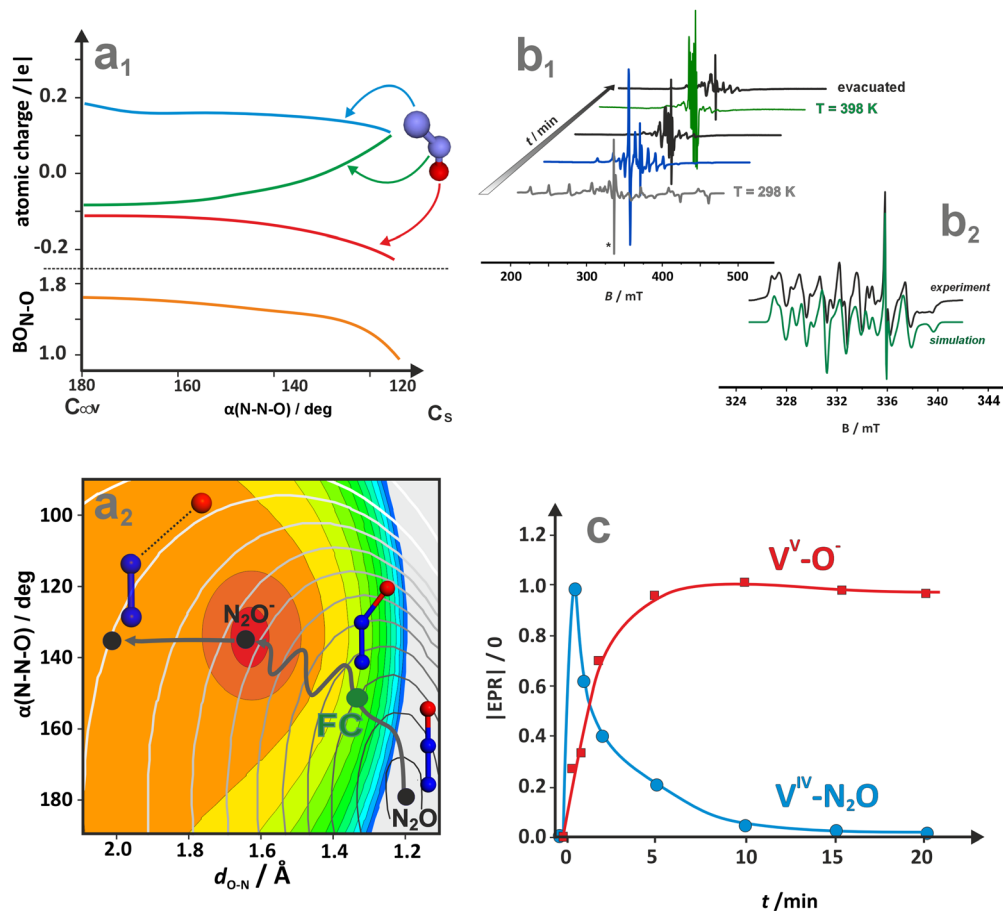 a1
atomic charge / |e|
0.2
0.0
-0.2
BON-O
1.8
1.0
180
160
140
120
C∞v
α(N-N-O) / deg
Cs
b1
t / min
evacuated
T = 398 K
T = 298 K
*
200
300
400
500
B / mT
b2
experiment
simulation
324
328
332
336
340
344
B / mT
a2
α(N-N-O) / deg
100
120
140
160
180
N2O-
FC
N2O
2.0
1.8
1.6
1.4
1.2
dO-N / Å
c
|EPR| / 0
1.2
1.0
0.8
0.6
0.4
0.2
0.0
VV-O-
VIV-N2O
0
5
10
15
20
t /min